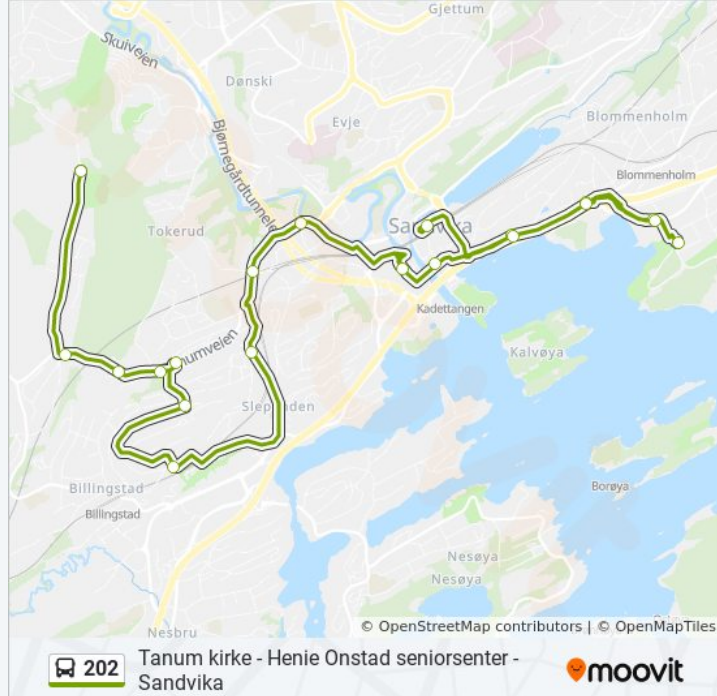 Gjettum
Skuiveien
Dønski
Evje
Blommenholm
Bjørnegårdtunnelen
Blommenholm
Tokerud
Sandvika
Kadettangen
Kalvøya
Slependen
Billingstad
Billingstad
Borøya
Nesøya
Nesøya
Nesbru
© OpenStreetMap contributors | © OpenMapTiles
202
Tanum kirke - Henie Onstad seniorsenter -
Sandvika
moovit